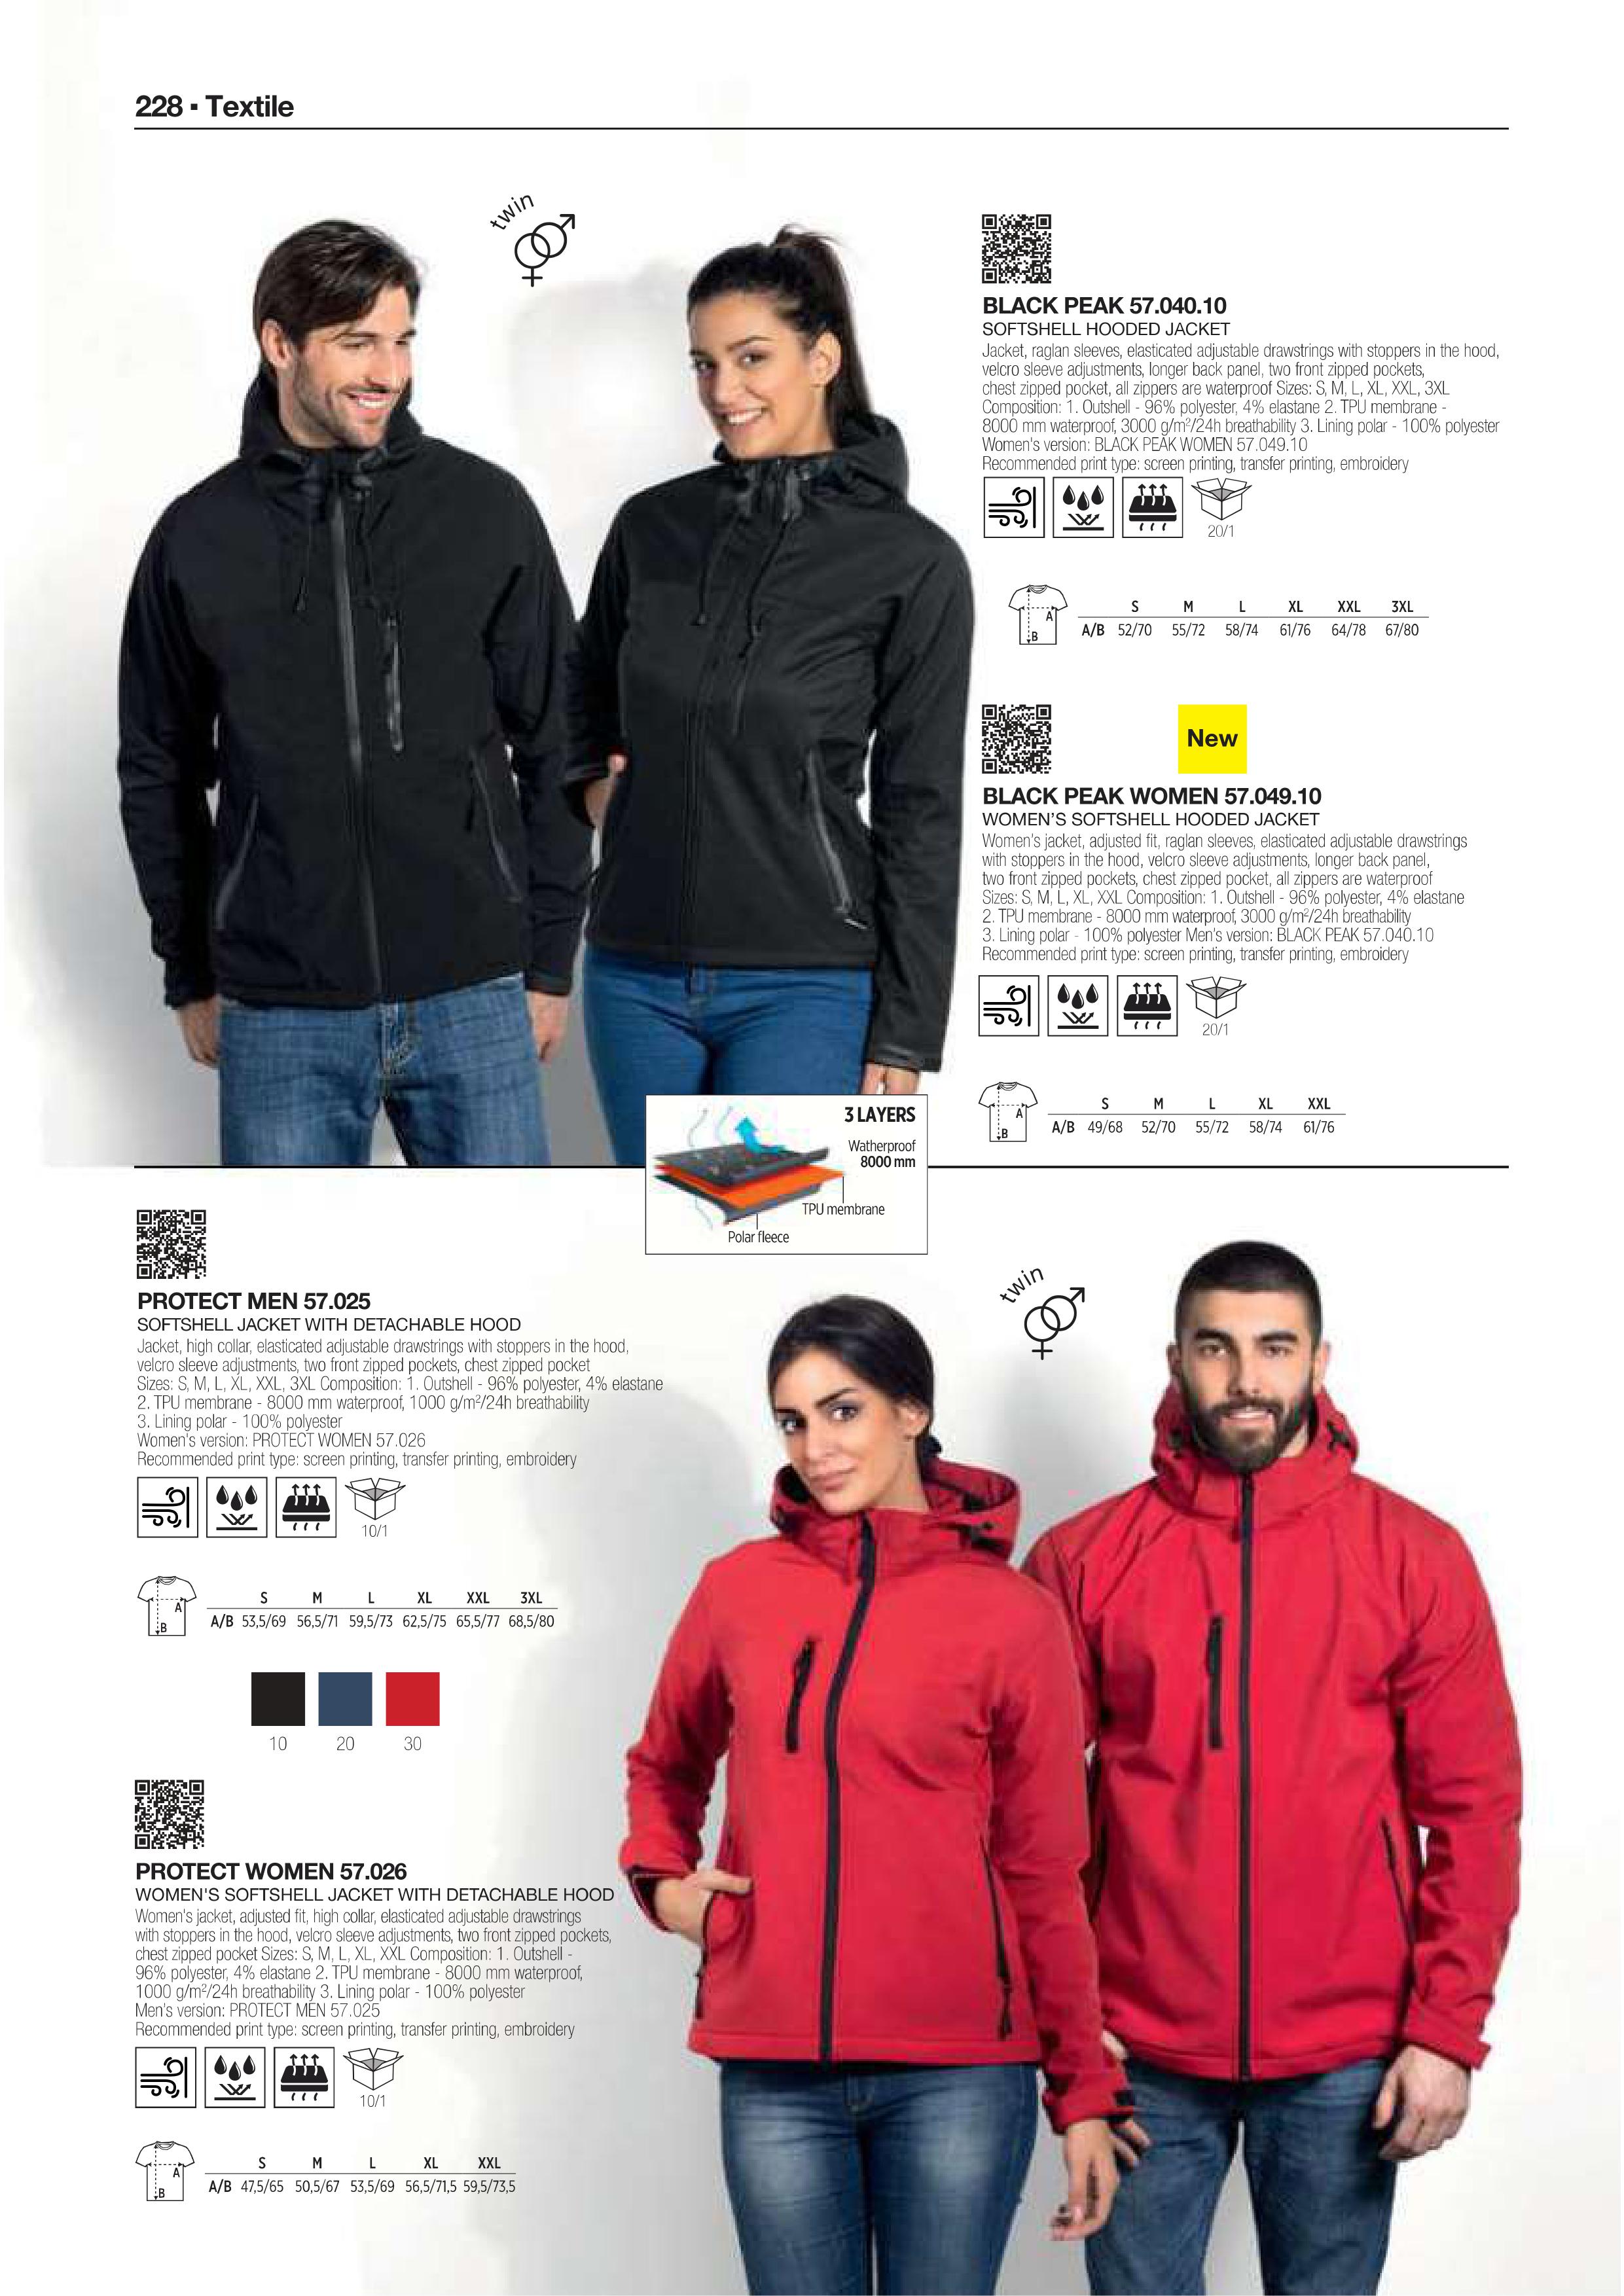 228 ▪ Textile
twin
BLACK PEAK 57.040.10
SOFTSHELL HOODED JACKET
Jacket, raglan sleeves, elasticated adjustable drawstrings with stoppers in the hood,
velcro sleeve adjustments, longer back panel, two front zipped pockets,
chest zipped pocket, all zippers are waterproof Sizes: S, M, L, XL, XXL, 3XL
Composition: 1. Outshell - 96% polyester, 4% elastane 2. TPU membrane -
8000 mm waterproof, 3000 g/m²/24h breathability 3. Lining polar - 100% polyester
Women's version: BLACK PEAK WOMEN 57.049.10
Recommended print type: screen printing, transfer printing, embroidery
20/1
A
B
S M L XL XXL 3XL
A/B 52/70 55/72 58/74 61/76 64/78 67/80
New
BLACK PEAK WOMEN 57.049.10
WOMEN'S SOFTSHELL HOODED JACKET
Women's jacket, adjusted fit, raglan sleeves, elasticated adjustable drawstrings
with stoppers in the hood, velcro sleeve adjustments, longer back panel,
two front zipped pockets, chest zipped pocket, all zippers are waterproof
Sizes: S, M, L, XL, XXL Composition: 1. Outshell - 96% polyester, 4% elastane
2. TPU membrane - 8000 mm waterproof, 3000 g/m²/24h breathability
3. Lining polar - 100% polyester Men's version: BLACK PEAK 57.040.10
Recommended print type: screen printing, transfer printing, embroidery
20/1
A
B
S M L XL XXL
A/B 49/68 52/70 55/72 58/74 61/76
3 LAYERS
Watherproof
8000 mm
TPU membrane
Polar fleece
PROTECT MEN 57.025
SOFTSHELL JACKET WITH DETACHABLE HOOD
Jacket, high collar, elasticated adjustable drawstrings with stoppers in the hood,
velcro sleeve adjustments, two front zipped pockets, chest zipped pocket
Sizes: S, M, L, XL, XXL, 3XL Composition: 1. Outshell - 96% polyester, 4% elastane
2. TPU membrane - 8000 mm waterproof, 1000 g/m²/24h breathability
3. Lining polar - 100% polyester
Women's version: PROTECT WOMEN 57.026
Recommended print type: screen printing, transfer printing, embroidery
10/1
A
B
S M L XL XXL 3XL
A/B 53,5/69 56,5/71 59,5/73 62,5/75 65,5/77 68,5/80
10 20 30
twin
PROTECT WOMEN 57.026
WOMEN'S SOFTSHELL JACKET WITH DETACHABLE HOOD
Women's jacket, adjusted fit, high collar, elasticated adjustable drawstrings
with stoppers in the hood, velcro sleeve adjustments, two front zipped pockets,
chest zipped pocket Sizes: S, M, L, XL, XXL Composition: 1. Outshell -
96% polyester, 4% elastane 2. TPU membrane - 8000 mm waterproof,
1000 g/m²/24h breathability 3. Lining polar - 100% polyester
Men's version: PROTECT MEN 57.025
Recommended print type: screen printing, transfer printing, embroidery
10/1
A
B
S M L XL XXL
A/B 47,5/65 50,5/67 53,5/69 56,5/71,5 59,5/73,5